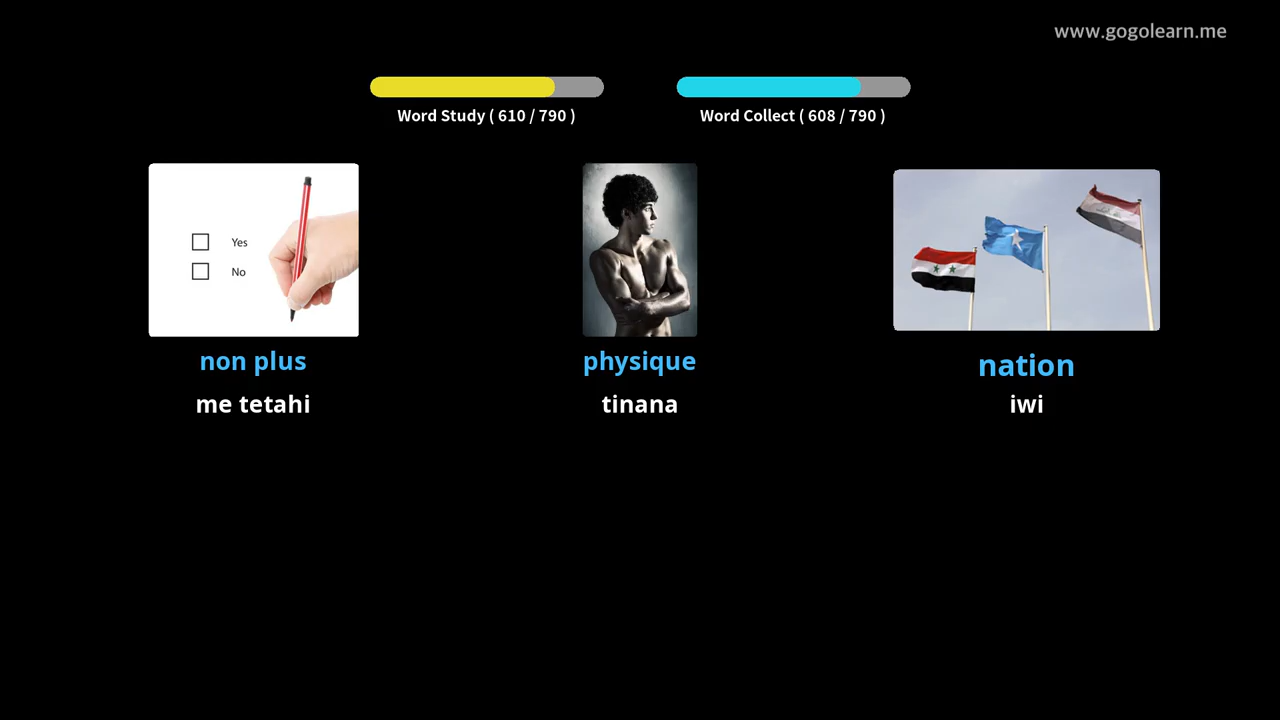 www.gogolearn.me
Word Study ( 610 / 790 )
Word Collect ( 608 / 790 )
Yes
No
non plus
physique
nation
me tetahi
tinana
iwi